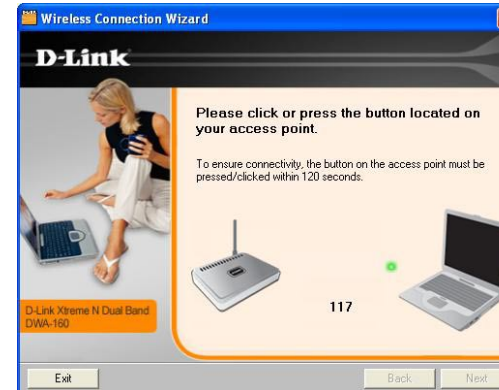 Wireless Connection Wizard
D-Link
Please click or press the button located on
your access point.
To ensure connectivity, the button on the access point must be
pressed/clicked within 120 seconds.
117
D-Link Xtreme N Dual Band
DWA-160
Exit
Back
Next